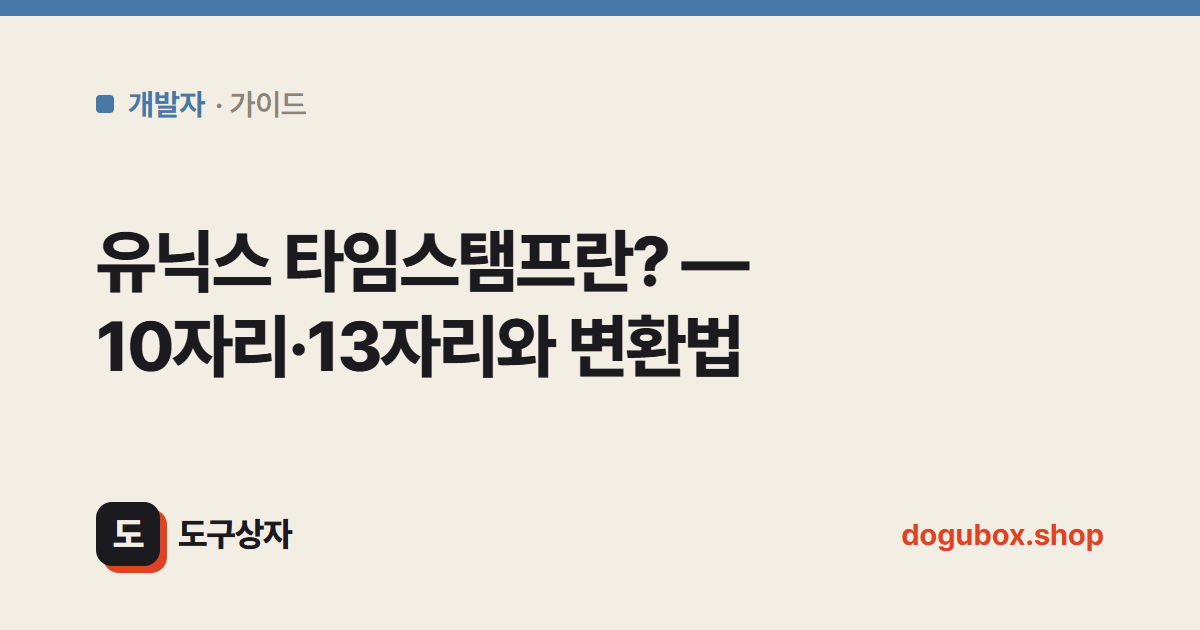 개발자 · 가이드
유닉스 타임스탬프란? —
10자리·13자리와 변환법
도 도구상자
dogubox.shop